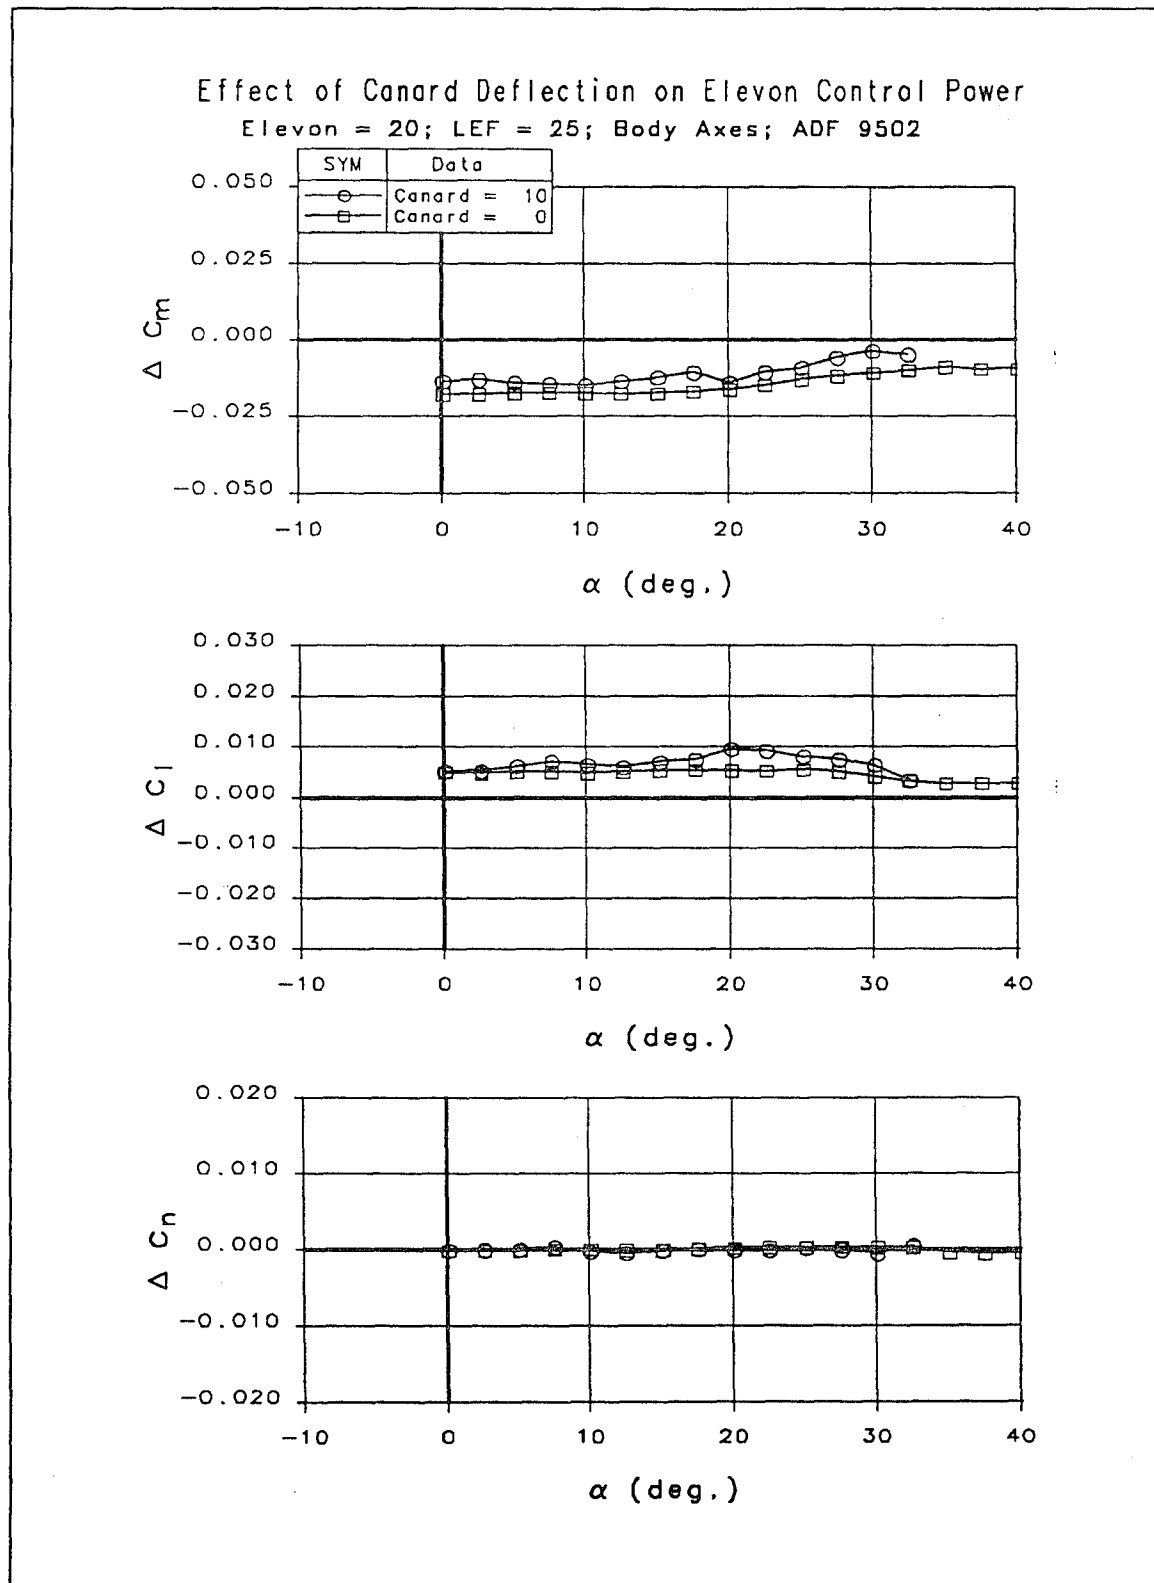 Effect of Canard Deflection on Elevon Control Power
Elevon = 20; LEF = 25; Body Axes; ADF 9502
SYM Data
Canard = 10
Canard = 0
0.050
0.025
0.000
-0.025
-0.050
Δ Cm
-10 0 10 20 30 40
α (deg.)
0.030
0.020
0.010
0.000
-0.010
-0.020
-0.030
Δ Cl
-10 0 10 20 30 40
α (deg.)
0.020
0.010
0.000
-0.010
-0.020
Δ Cn
-10 0 10 20 30 40
α (deg.)